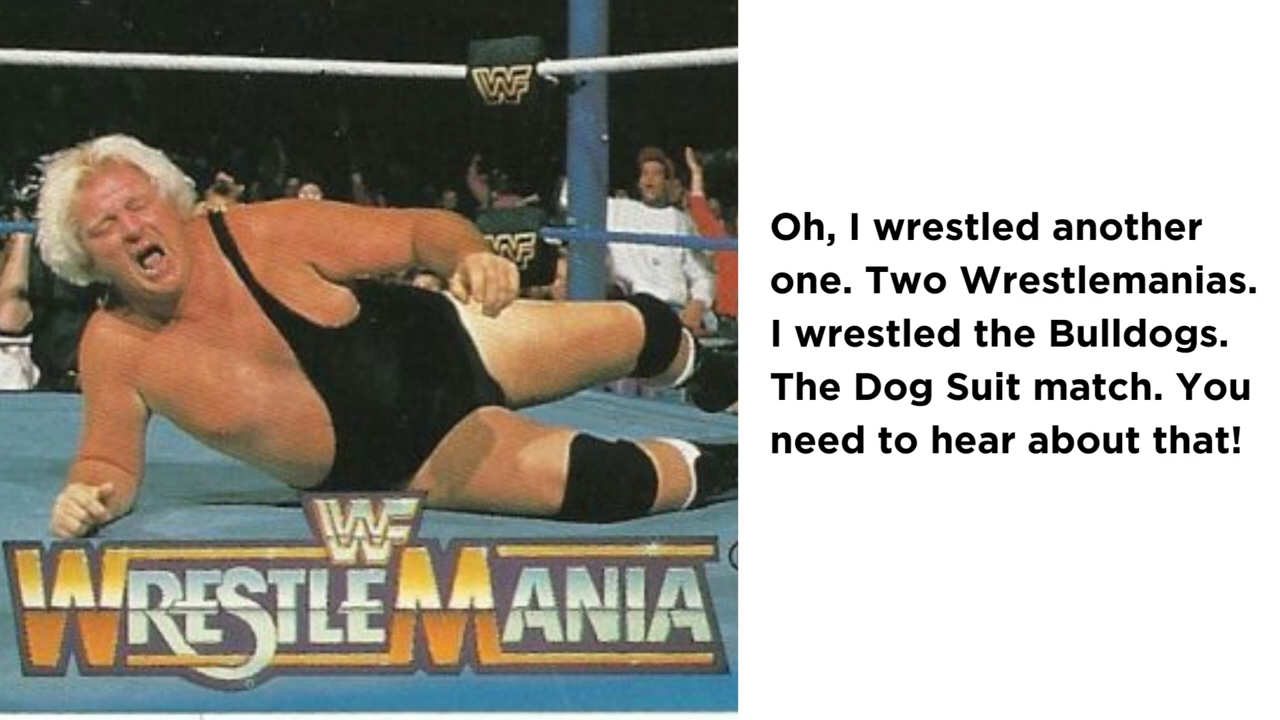 WF
WF
WF
WRESTLEMANIA
Oh, I wrestled another
one. Two Wrestlemanias.
I wrestled the Bulldogs.
The Dog Suit match. You
need to hear about that!